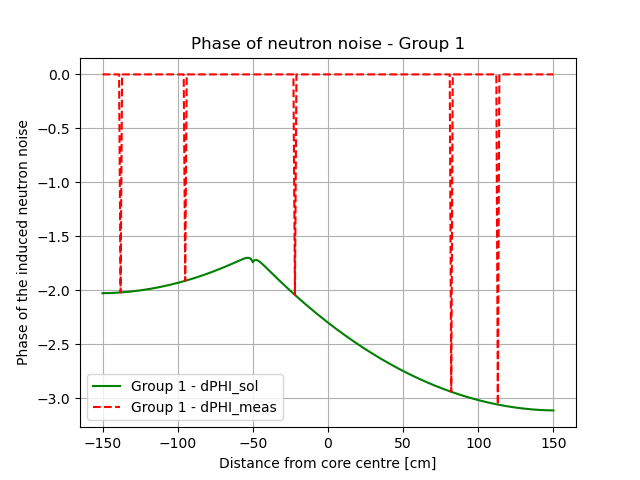 Phase of neutron noise - Group 1
Phase of the induced neutron noise
0.0
−0.5
−1.0
−1.5
−2.0
−2.5
−3.0
Group 1 - dPHI_sol
Group 1 - dPHI_meas
−150
−100
−50
0
50
100
150
Distance from core centre [cm]